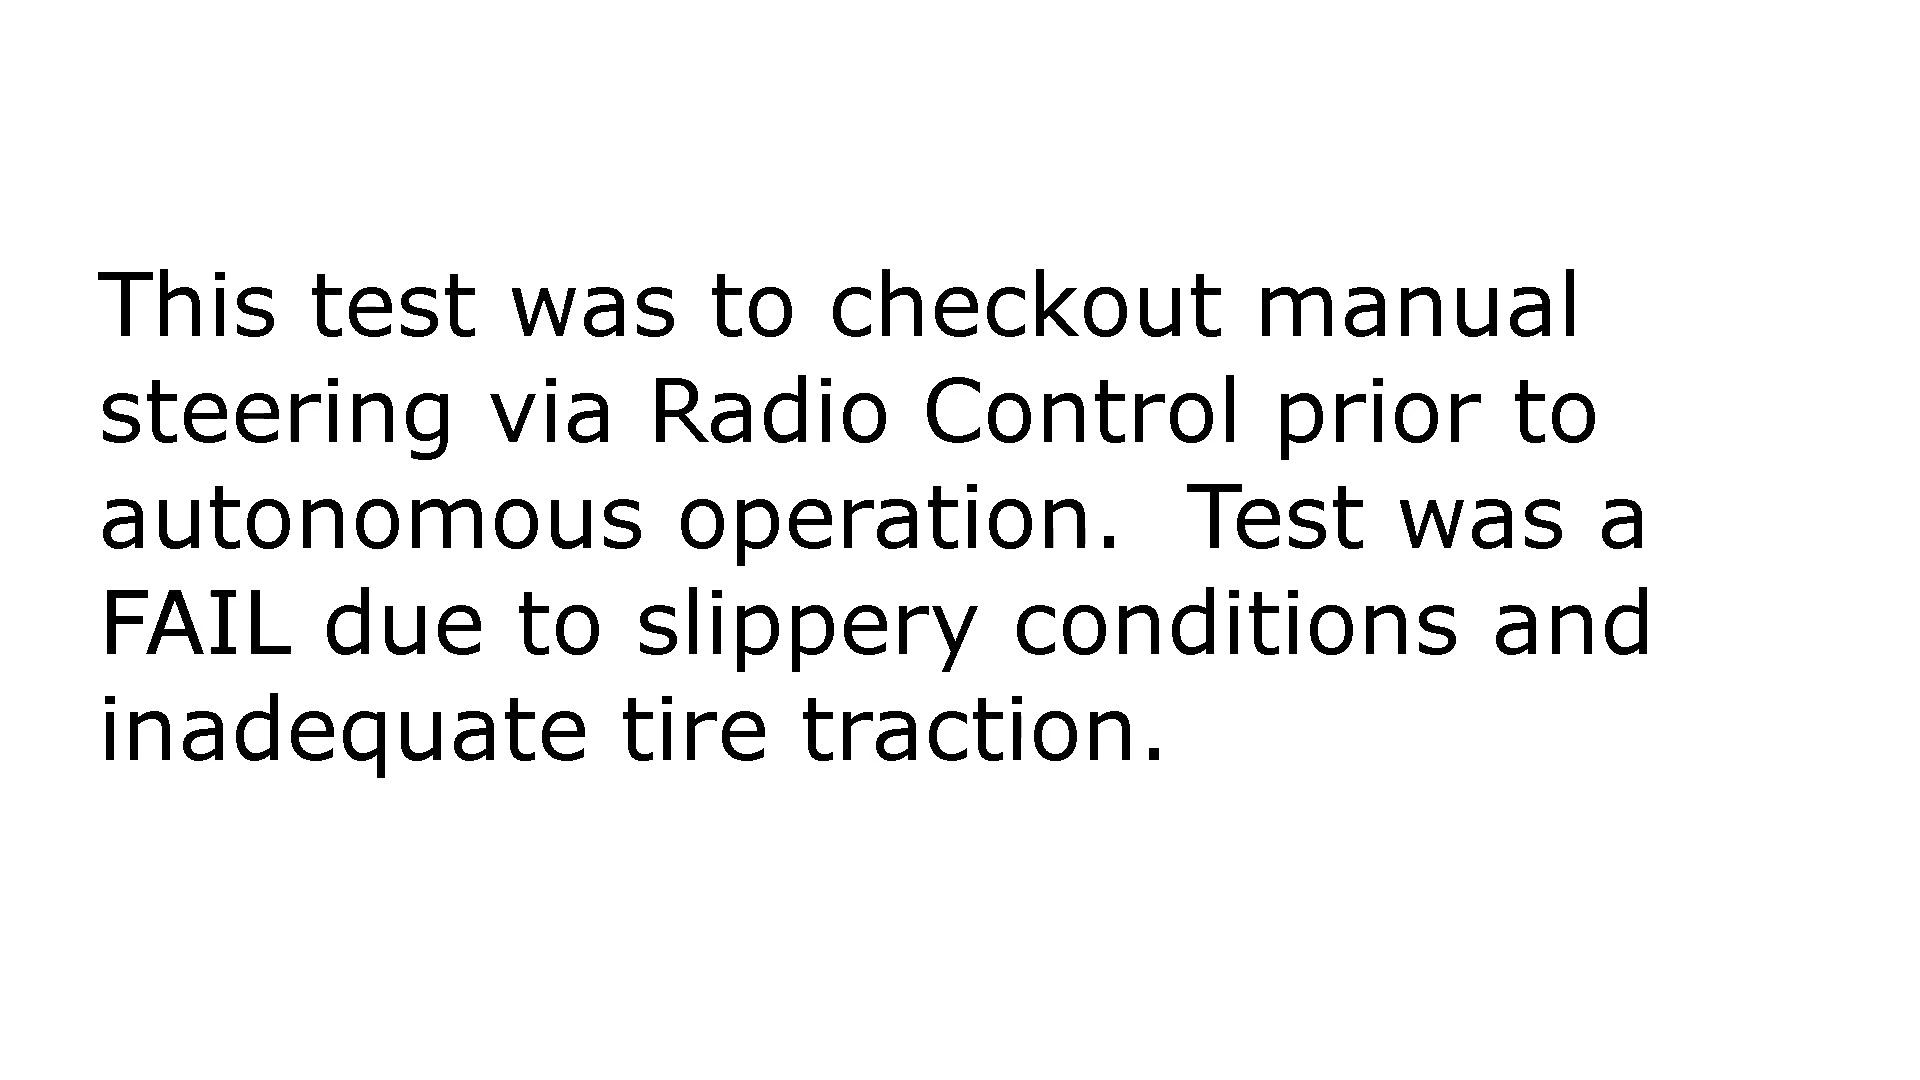 This test was to checkout manual
steering via Radio Control prior to
autonomous operation.  Test was a
FAIL due to slippery conditions and
inadequate tire traction.